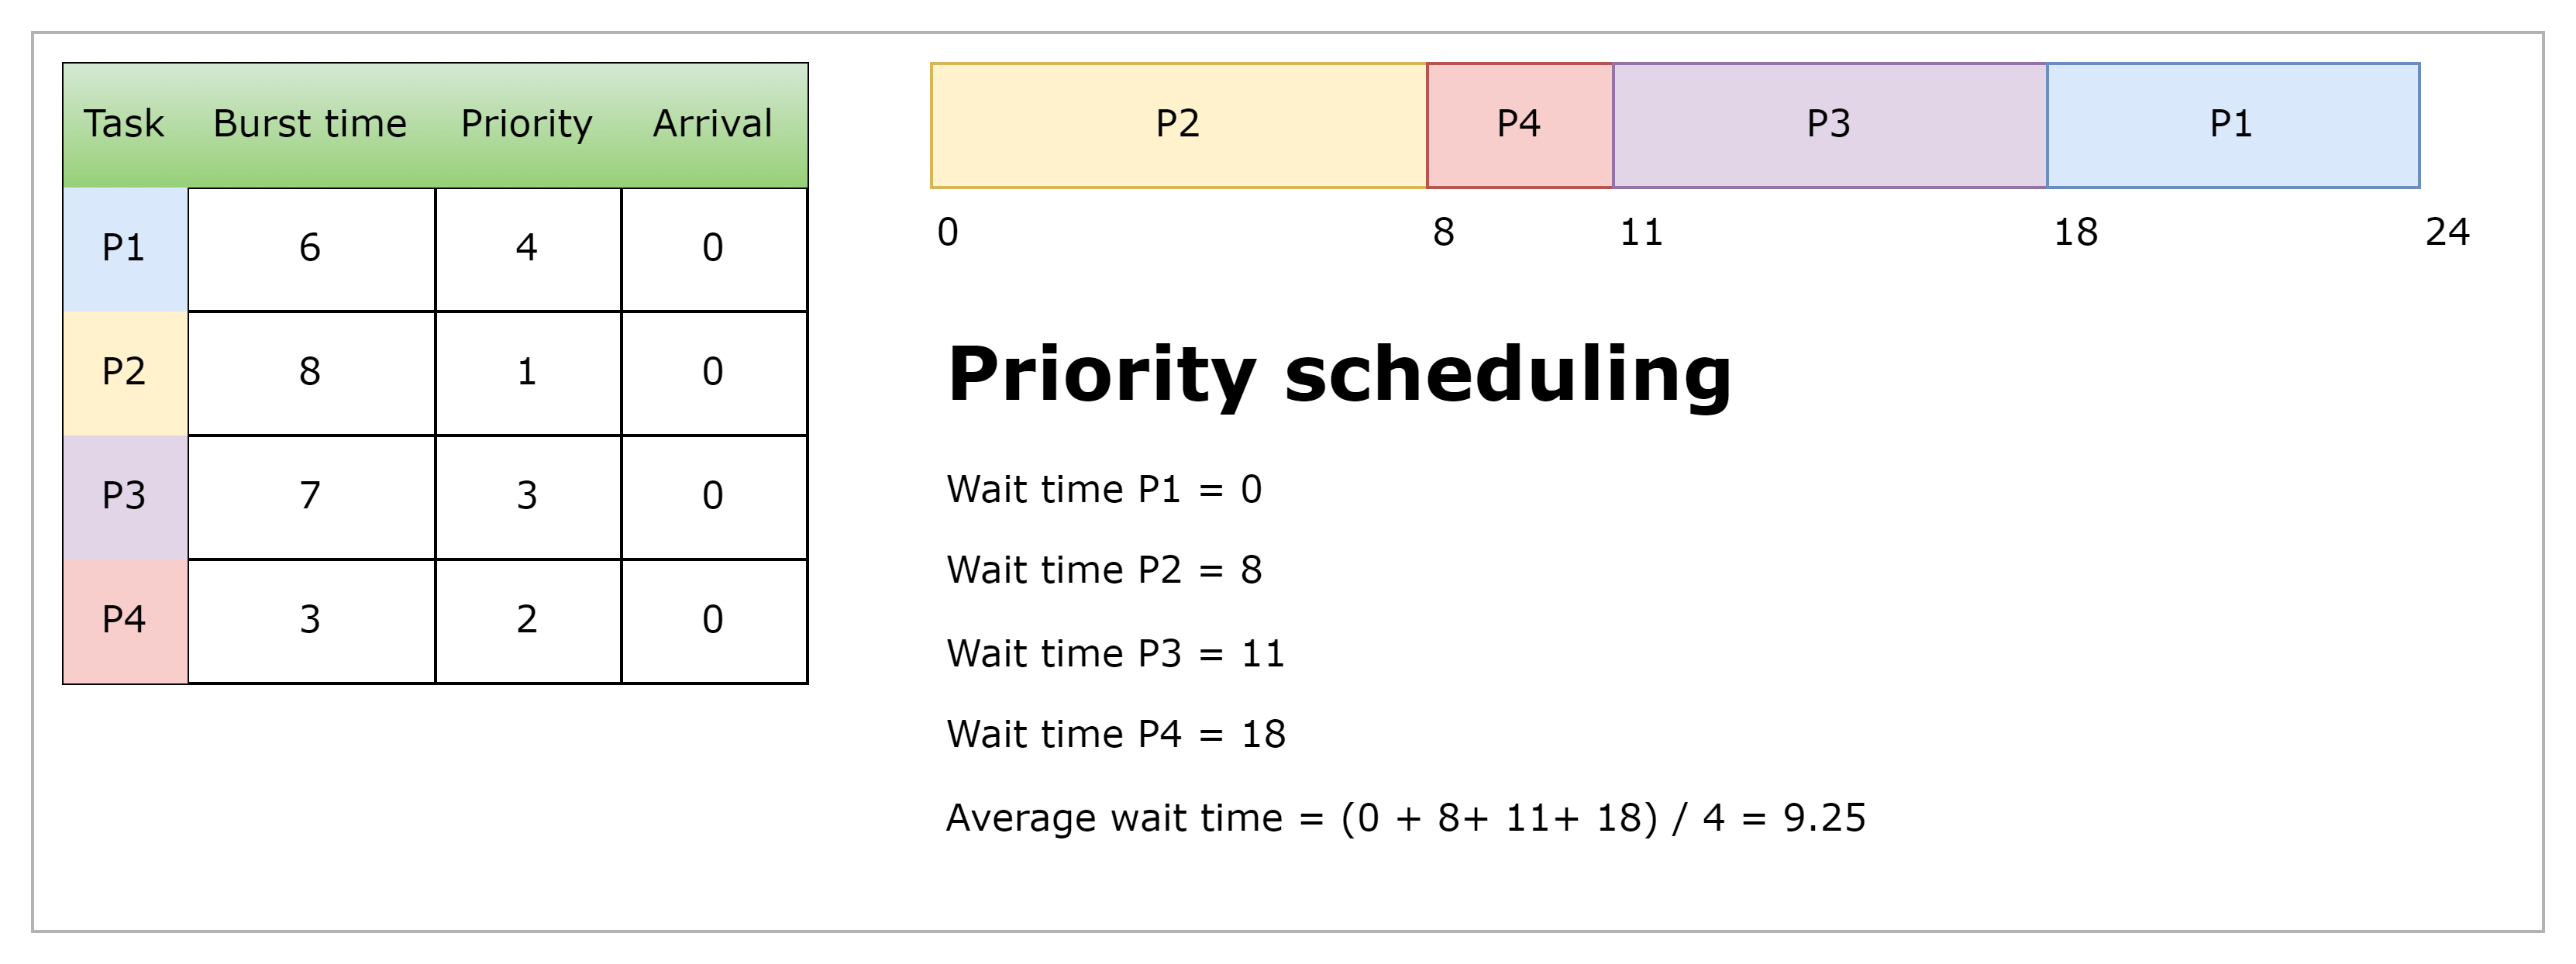 Task Burst time Priority Arrival
P1 6 4 0
P2 8 1 0
P3 7 3 0
P4 3 2 0
P2 P4 P3 P1
0 8 11 18 24
Priority scheduling
Wait time P1 = 0
Wait time P2 = 8
Wait time P3 = 11
Wait time P4 = 18
Average wait time = (0 + 8+ 11+ 18) / 4 = 9.25